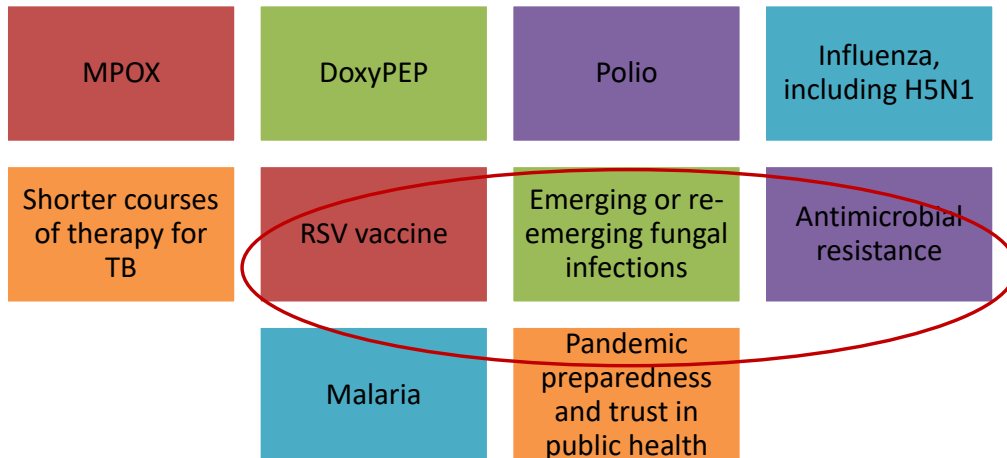 MPOX
DoxyPEP
Polio
Influenza,
including H5N1
Shorter courses
of therapy for
TB
RSV vaccine
Emerging or re-
emerging fungal
infections
Antimicrobial
resistance
Malaria
Pandemic
preparedness
and trust in
public health